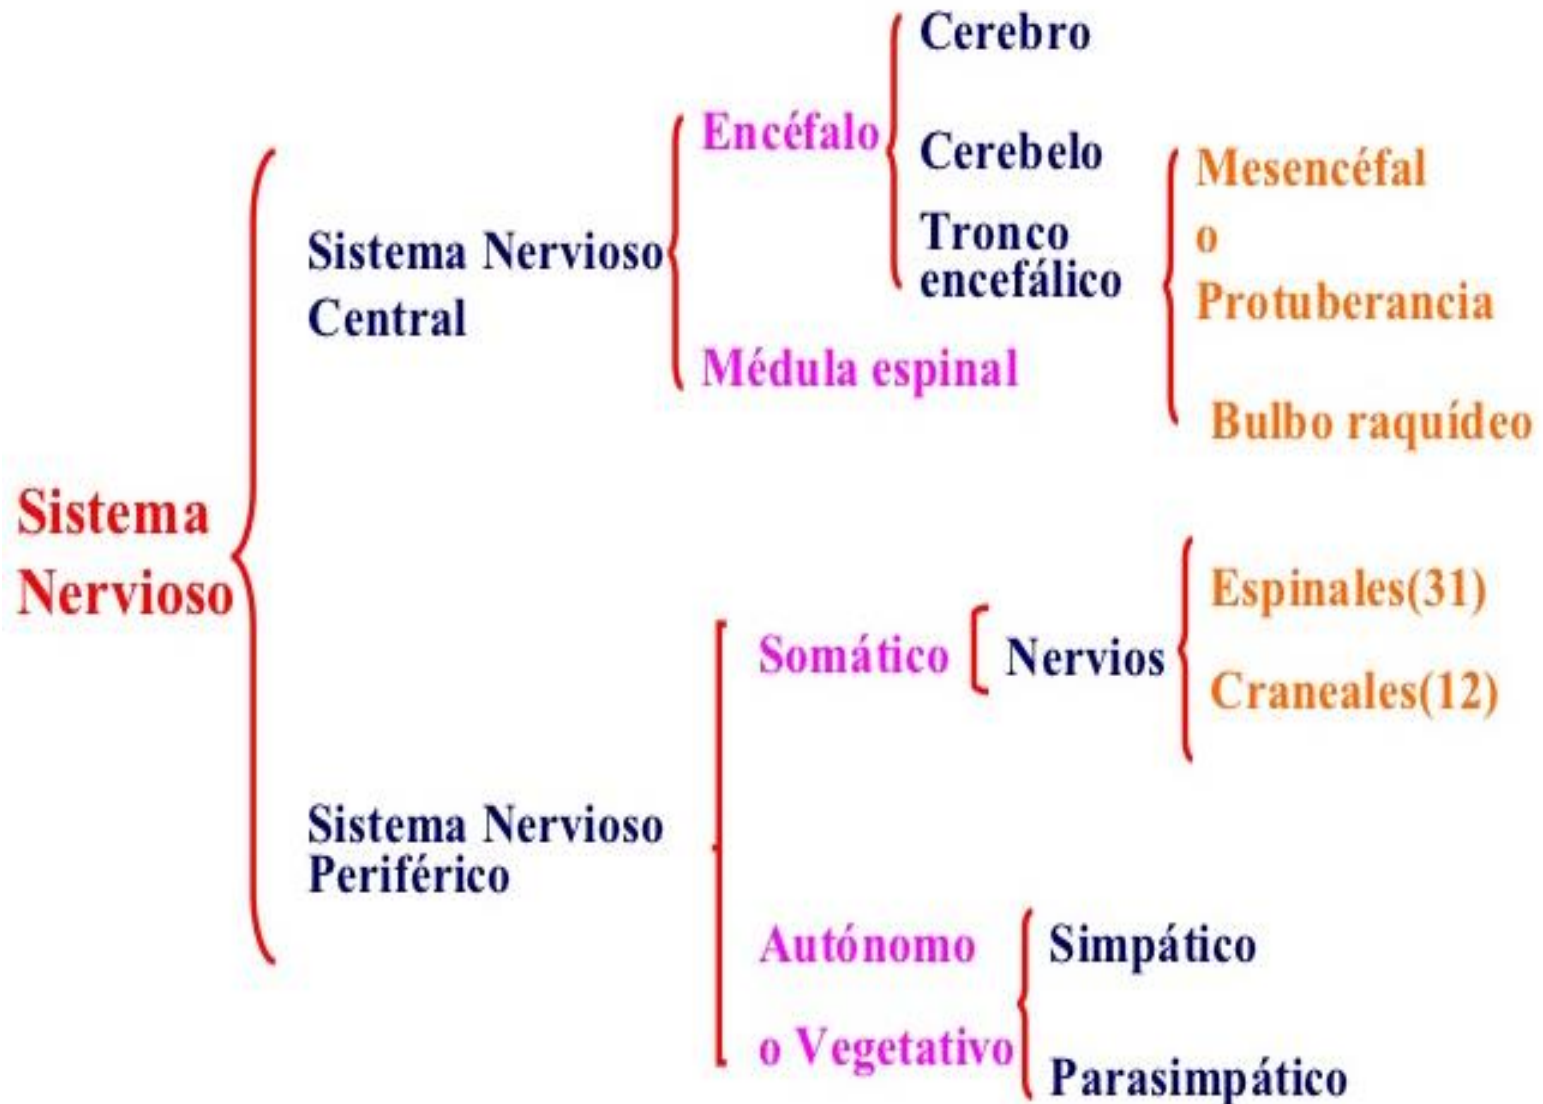 Sistema
Nervioso
Sistema Nervioso
Central
Encéfalo
Cerebro
Cerebelo
Tronco
encefálico
Mesencéfal
o
Protuberancia
Bulbo raquídeo
Médula espinal
Sistema Nervioso
Periférico
Somático
Nervios
Espinales(31)
Craneales(12)
Autónomo
o Vegetativo
Simpático
Parasimpático